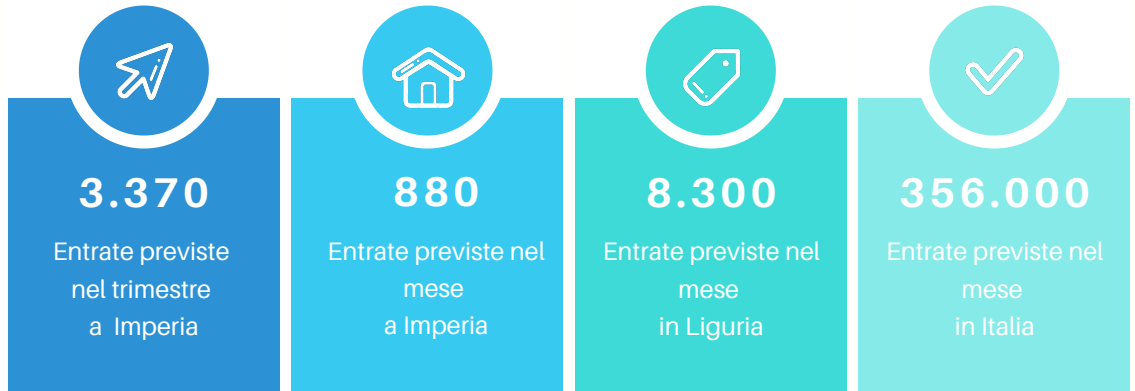 3.370
Entrate previste
nel trimestre
a Imperia
880
Entrate previste nel
mese
a Imperia
8.300
Entrate previste nel
mese
in Liguria
356.000
Entrate previste nel
mese
in Italia